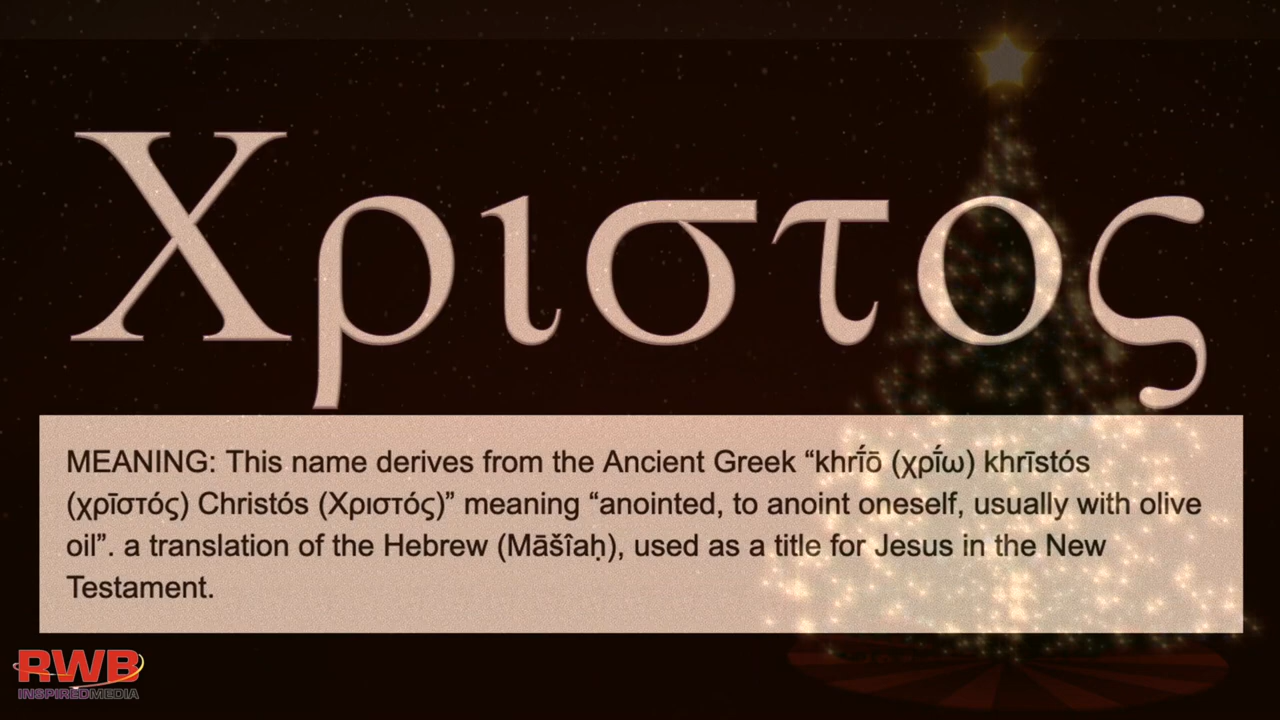 Χριστος
MEANING: This name derives from the Ancient Greek “khrī́ō (χρī́ω) khrīstós
(χρīστός) Christós (Χριστός)” meaning “anointed, to anoint oneself, usually with olive
oil”. a translation of the Hebrew (Māšîaḥ), used as a title for Jesus in the New
Testament.
RWB
INSPIREDMEDIA